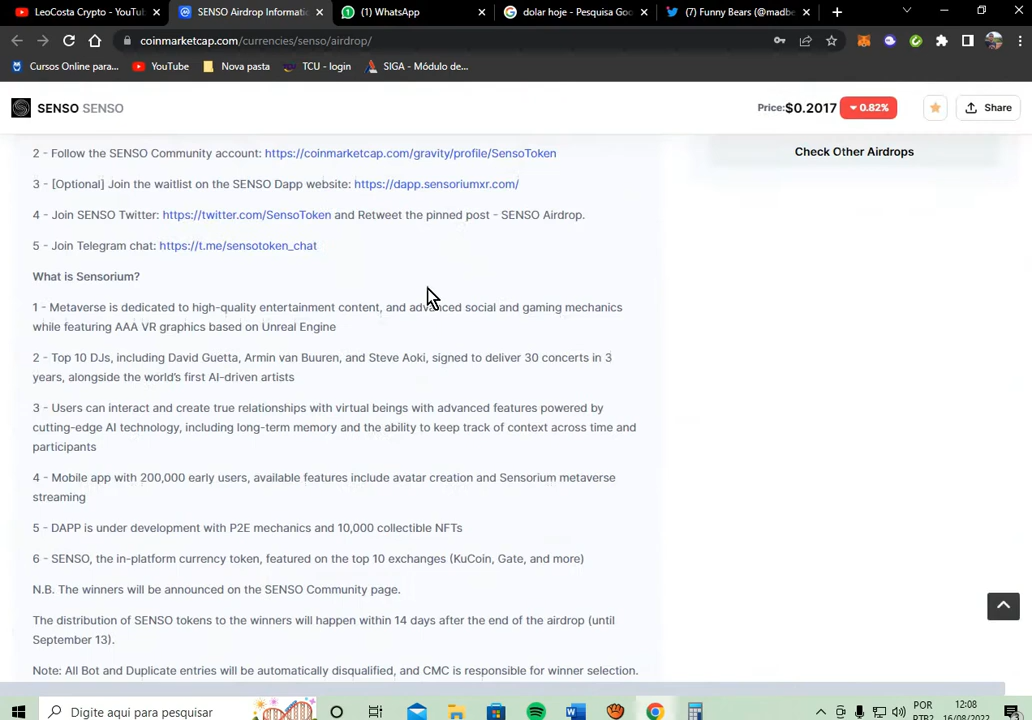 LeoCosta Crypto - YouTu
SENSO Airdrop Informati
(1) WhatsApp
dolar hoje - Pesquisa Goo
(7) Funny Bears (@madbe
coinmarketcap.com/currencies/senso/airdrop/
Cursos Online para...
YouTube
Nova pasta
TCU - login
SIGA - Módulo de...
SENSO SENSO
Price:$0.2017
0.82%
Share
2 - Follow the SENSO Community account: https://coinmarketcap.com/gravity/profile/SensoToken
Check Other Airdrops
3 - [Optional] Join the waitlist on the SENSO Dapp website: https://dapp.sensoriumxr.com/
4 - Join SENSO Twitter: https://twitter.com/SensoToken and Retweet the pinned post - SENSO Airdrop.
5 - Join Telegram chat: https://t.me/sensotoken_chat
What is Sensorium?
1 - Metaverse is dedicated to high-quality entertainment content, and advanced social and gaming mechanics
while featuring AAA VR graphics based on Unreal Engine
2 - Top 10 DJs, including David Guetta, Armin van Buuren, and Steve Aoki, signed to deliver 30 concerts in 3
years, alongside the world's first AI-driven artists
3 - Users can interact and create true relationships with virtual beings with advanced features powered by
cutting-edge AI technology, including long-term memory and the ability to keep track of context across time and
participants
4 - Mobile app with 200,000 early users, available features include avatar creation and Sensorium metaverse
streaming
5 - DAPP is under development with P2E mechanics and 10,000 collectible NFTs
6 - SENSO, the in-platform currency token, featured on the top 10 exchanges (KuCoin, Gate, and more)
N.B. The winners will be announced on the SENSO Community page.
The distribution of SENSO tokens to the winners will happen within 14 days after the end of the airdrop (until
September 13).
Note: All Bot and Duplicate entries will be automatically disqualified, and CMC is responsible for winner selection.
Digite aqui para pesquisar
POR
PTB2
12:08
16/08/2022